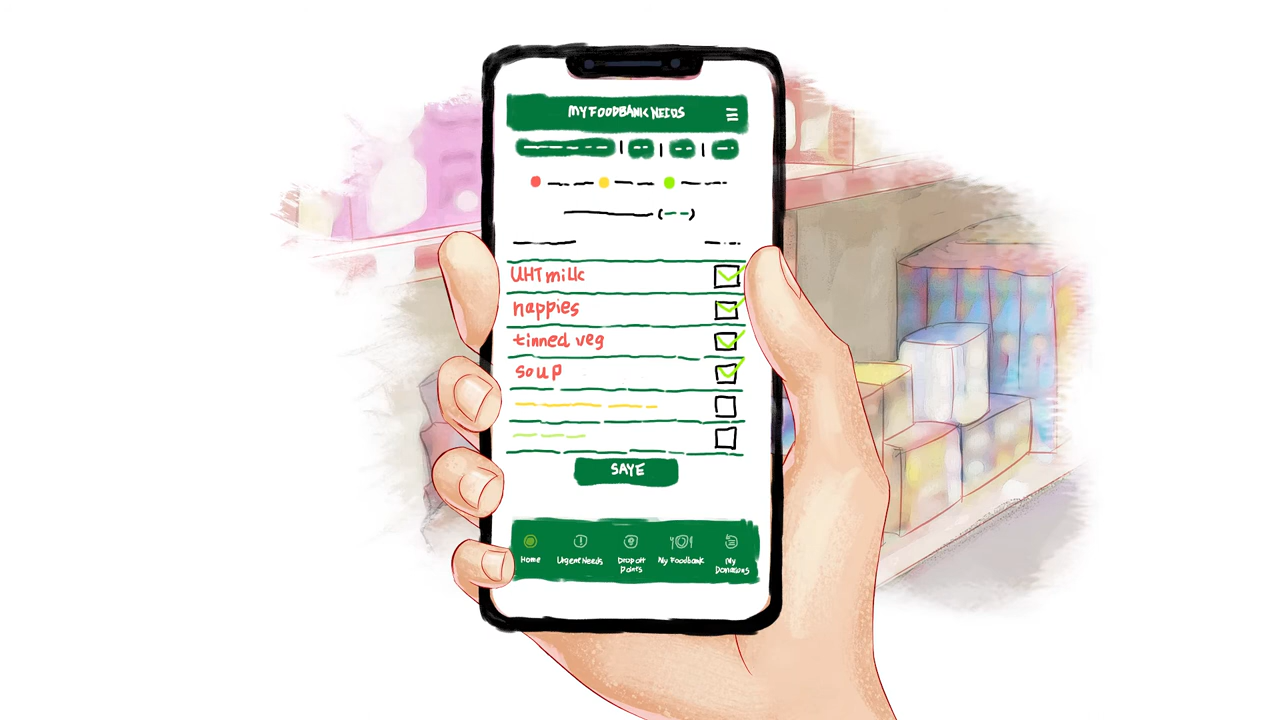 MY FOODBANK NEEDS
UHT milk
nappies
tinned veg
soup
SAVE
Home
Urgent Needs
Drop off
points
My Foodbank
My
Donations